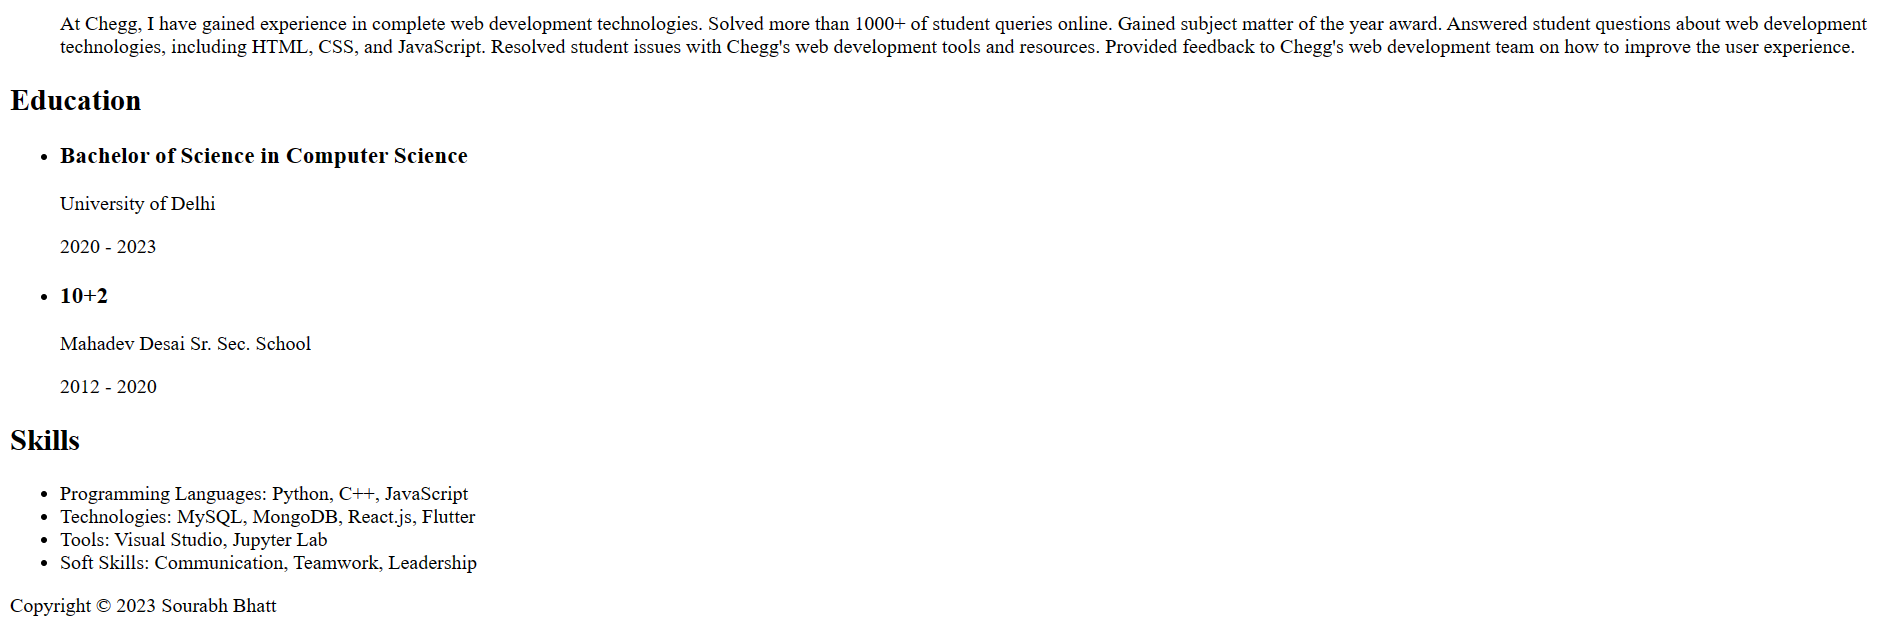 At Chegg, I have gained experience in complete web development technologies. Solved more than 1000+ of student queries online. Gained subject matter of the year award. Answered student questions about web development
technologies, including HTML, CSS, and JavaScript. Resolved student issues with Chegg's web development tools and resources. Provided feedback to Chegg's web development team on how to improve the user experience.
Education
• Bachelor of Science in Computer Science
University of Delhi
2020 - 2023
• 10+2
Mahadev Desai Sr. Sec. School
2012 - 2020
Skills
• Programming Languages: Python, C++, JavaScript
• Technologies: MySQL, MongoDB, React.js, Flutter
• Tools: Visual Studio, Jupyter Lab
• Soft Skills: Communication, Teamwork, Leadership
Copyright © 2023 Sourabh Bhatt